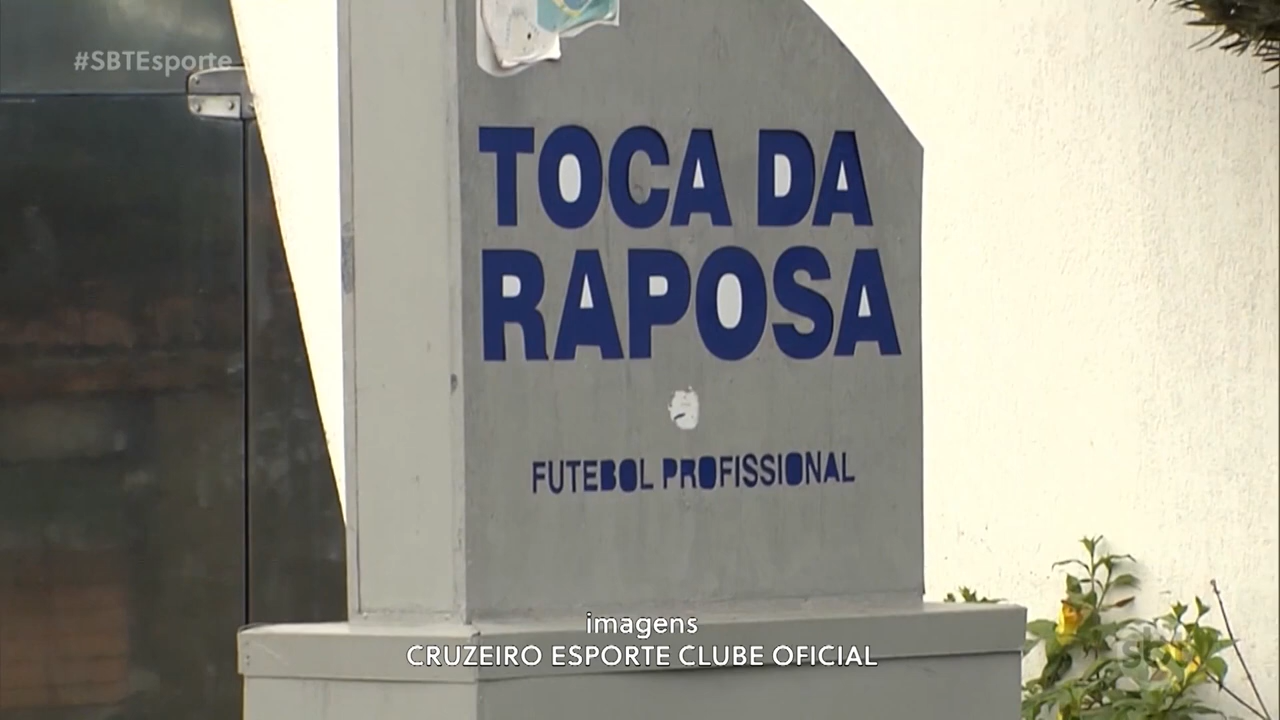 #SBTEsporte
TOCA DA
RAPOSA
FUTEBOL PROFISSIONAL
imagens
CRUZEIRO ESPORTE CLUBE OFICIAL